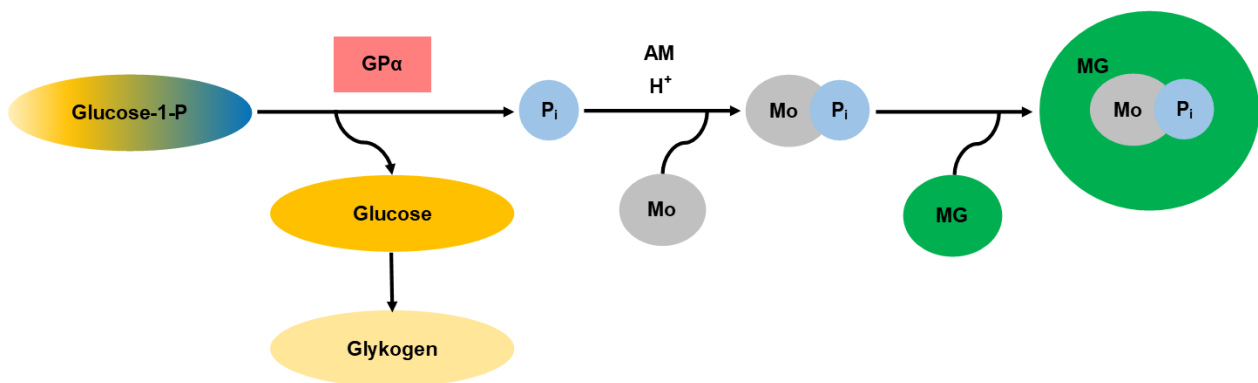 GPα
AM
H⁺
MG
Glucose-1-P
Pᵢ
Mo
Pᵢ
Mo
Pᵢ
Glucose
Mo
MG
Glykogen